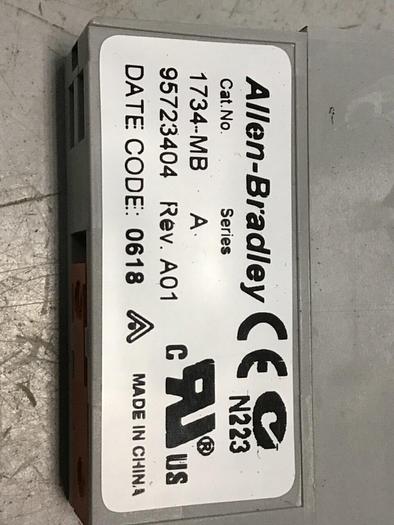 Allen-Bradley
Cat.No. Series
1734-MB A
95723404 Rev. A01
DATE CODE: 0618
CE
N223
C UL® US
MADE IN CHINA